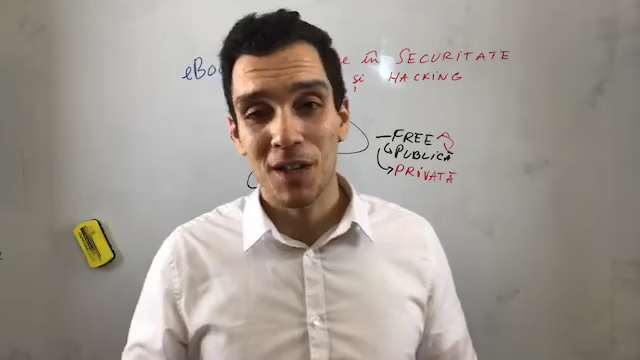 eBoo în SECURITATE
și HACKING
FREE
PUBLICĂ
PRIVATĂ